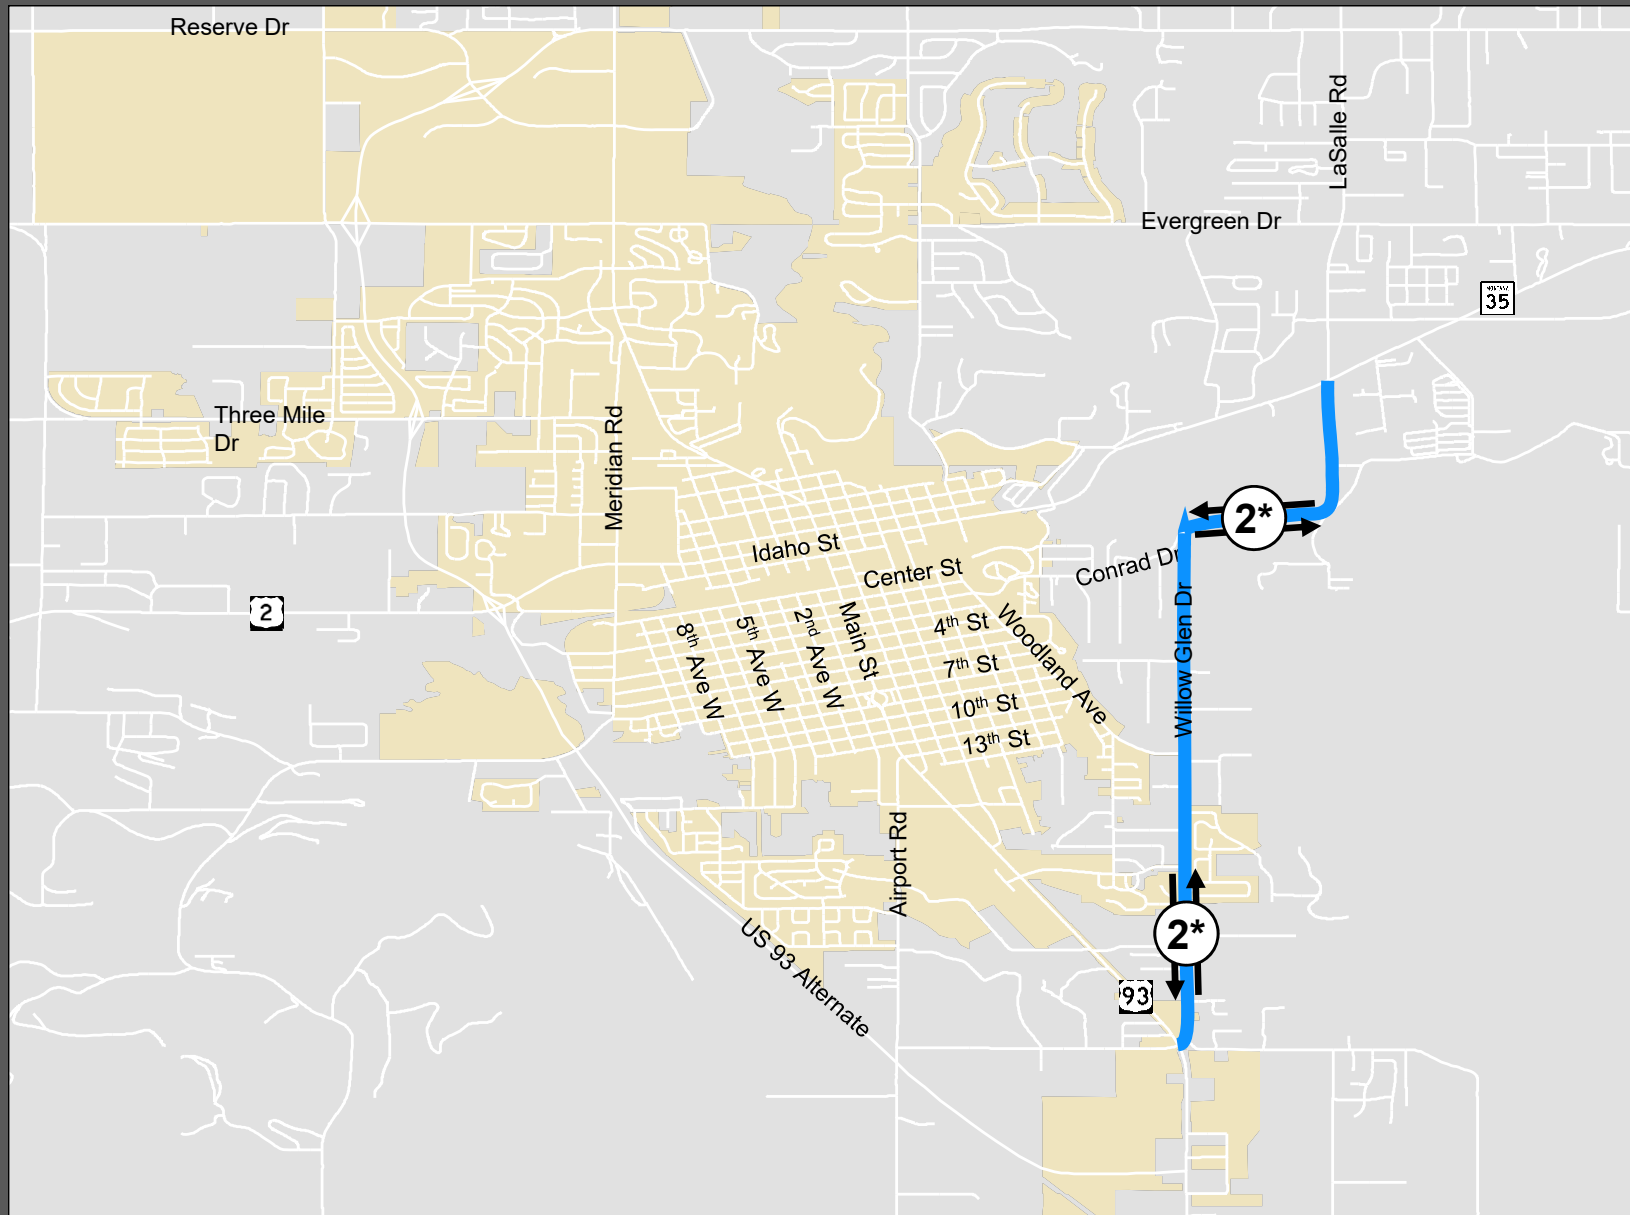 Reserve Dr
LaSalle Rd
Evergreen Dr
MONTANA
35
Three Mile
Dr
Meridian Rd
2*
Idaho St
Center St
Conrad Dr
2
8th Ave W
5th Ave W
2nd Ave W
Main St
4th St
Woodland Ave
7th St
10th St
13th St
Willow Glen Dr
Airport Rd
2*
US 93 Alternate
93